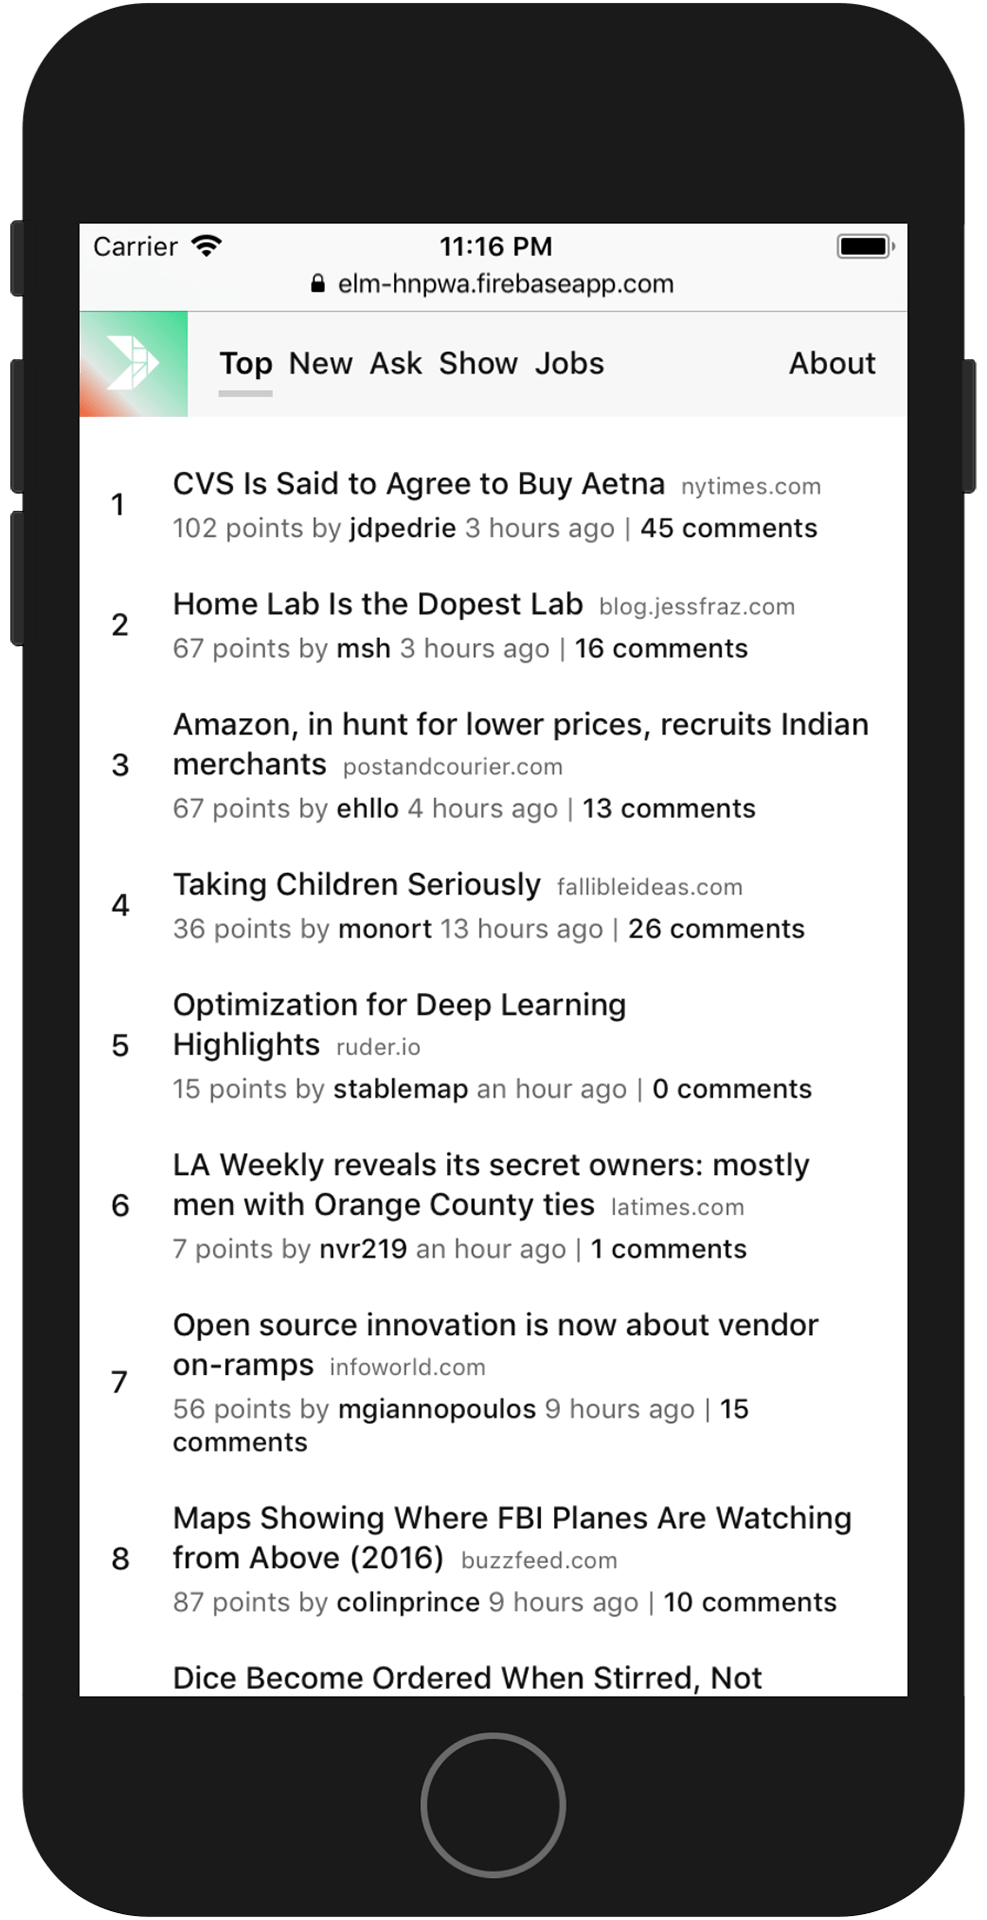 Carrier 11:16 PM
elm-hnpwa.firebaseapp.com
Top New Ask Show Jobs About
1
CVS Is Said to Agree to Buy Aetna nytimes.com
102 points by jdpedrie 3 hours ago | 45 comments
2
Home Lab Is the Dopest Lab blog.jessfraz.com
67 points by msh 3 hours ago | 16 comments
3
Amazon, in hunt for lower prices, recruits Indian
merchants postandcourier.com
67 points by ehllo 4 hours ago | 13 comments
4
Taking Children Seriously fallibleideas.com
36 points by monort 13 hours ago | 26 comments
5
Optimization for Deep Learning
Highlights ruder.io
15 points by stablemap an hour ago | 0 comments
6
LA Weekly reveals its secret owners: mostly
men with Orange County ties latimes.com
7 points by nvr219 an hour ago | 1 comments
7
Open source innovation is now about vendor
on-ramps infoworld.com
56 points by mgiannopoulos 9 hours ago | 15
comments
8
Maps Showing Where FBI Planes Are Watching
from Above (2016) buzzfeed.com
87 points by colinprince 9 hours ago | 10 comments
Dice Become Ordered When Stirred, Not